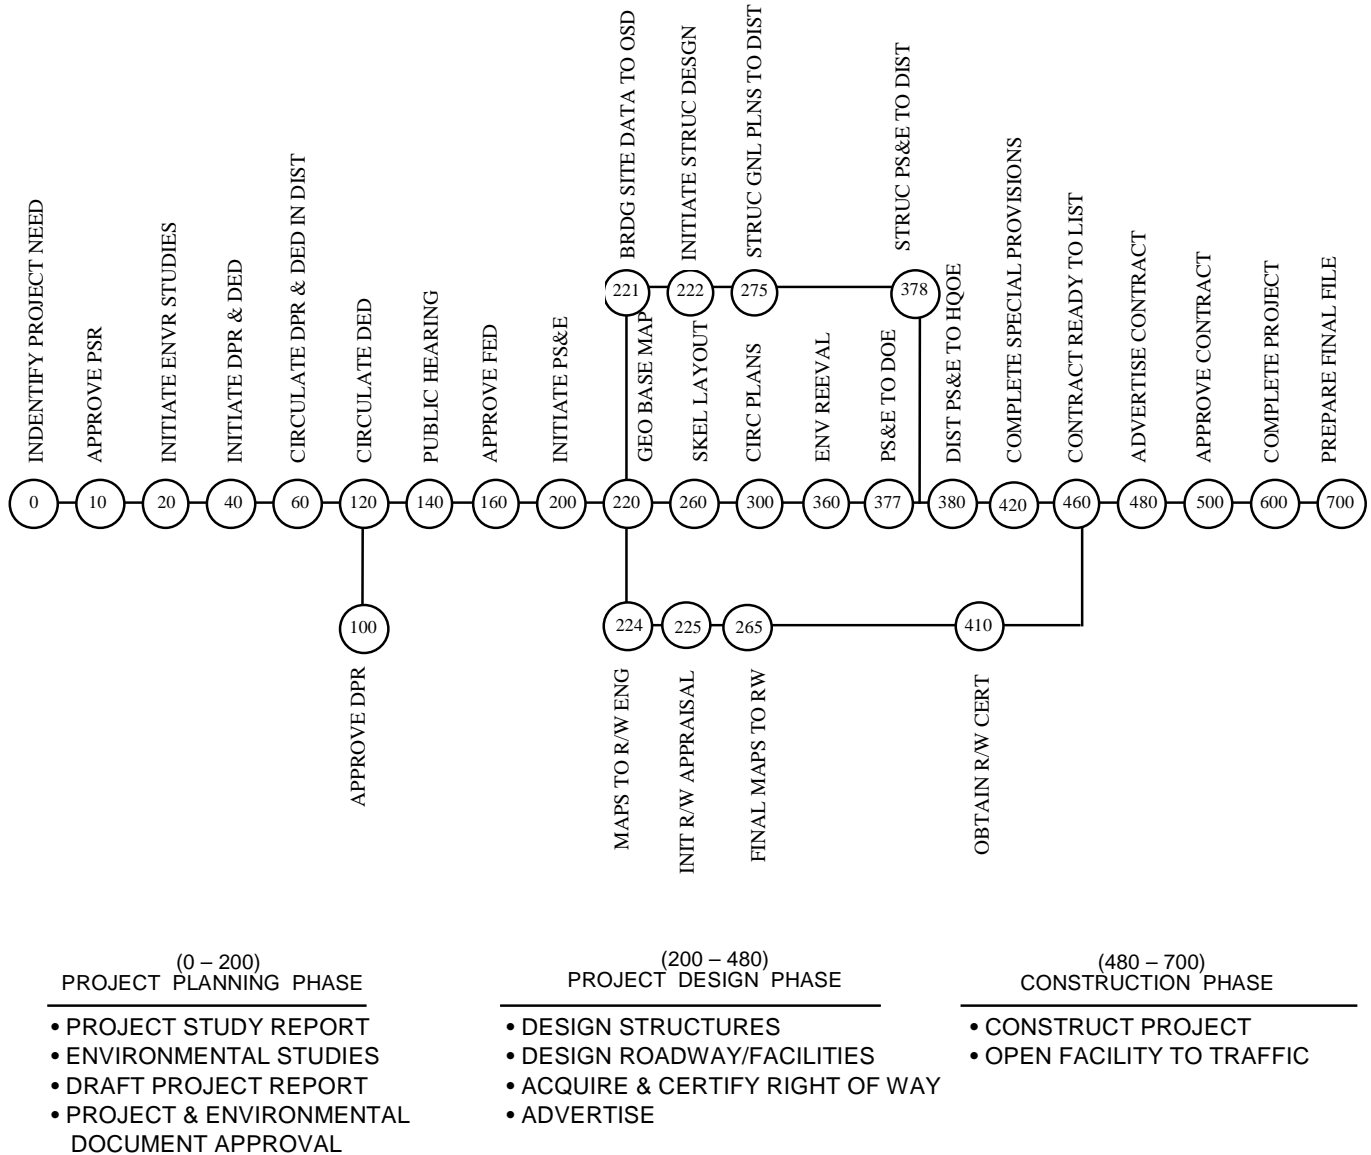 BRDG SITE DATA TO OSD
INITIATE STRUC DESGN
STRUC GNL PLNS TO DIST
STRUC PS&E TO DIST
221
222
275
378
INDENTIFY PROJECT NEED
APPROVE PSR
INITIATE ENVR STUDIES
INITIATE DPR & DED
CIRCULATE DPR & DED IN DIST
CIRCULATE DED
PUBLIC HEARING
APPROVE FED
INITIATE PS&E
GEO BASE MAP
SKEL LAYOUT
CIRC PLANS
ENV REEVAL
PS&E TO DOE
DIST PS&E TO HQOE
COMPLETE SPECIAL PROVISIONS
CONTRACT READY TO LIST
ADVERTISE CONTRACT
APPROVE CONTRACT
COMPLETE PROJECT
PREPARE FINAL FILE
0
10
20
40
60
120
140
160
200
220
260
300
360
377
380
420
460
480
500
600
700
100
224
225
265
410
APPROVE DPR
MAPS TO R/W ENG
INIT R/W APPRAISAL
FINAL MAPS TO RW
OBTAIN R/W CERT
(0 – 200)
PROJECT PLANNING PHASE
• PROJECT STUDY REPORT
• ENVIRONMENTAL STUDIES
• DRAFT PROJECT REPORT
• PROJECT & ENVIRONMENTAL
DOCUMENT APPROVAL
(200 – 480)
PROJECT DESIGN PHASE
• DESIGN STRUCTURES
• DESIGN ROADWAY/FACILITIES
• ACQUIRE & CERTIFY RIGHT OF WAY
• ADVERTISE
(480 – 700)
CONSTRUCTION PHASE
• CONSTRUCT PROJECT
• OPEN FACILITY TO TRAFFIC